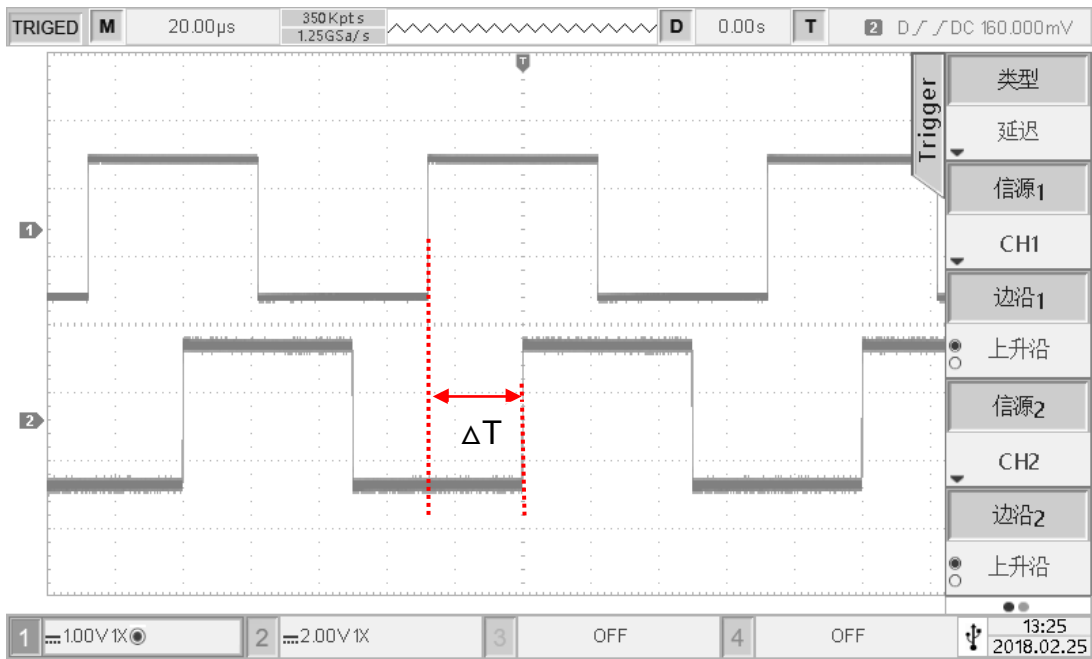 TRIGED M 20.00μs 350Kpts D 0.00s T 2 D DC 160.000mV
1.25GSa/s
T
Trigger
类型
延迟
信源1
CH1
边沿1
上升沿
信源2
CH2
边沿2
上升沿
1
2
△T
1 1.00V 1X 2 2.00V 1X 3 OFF 4 OFF
13:25
2018.02.25